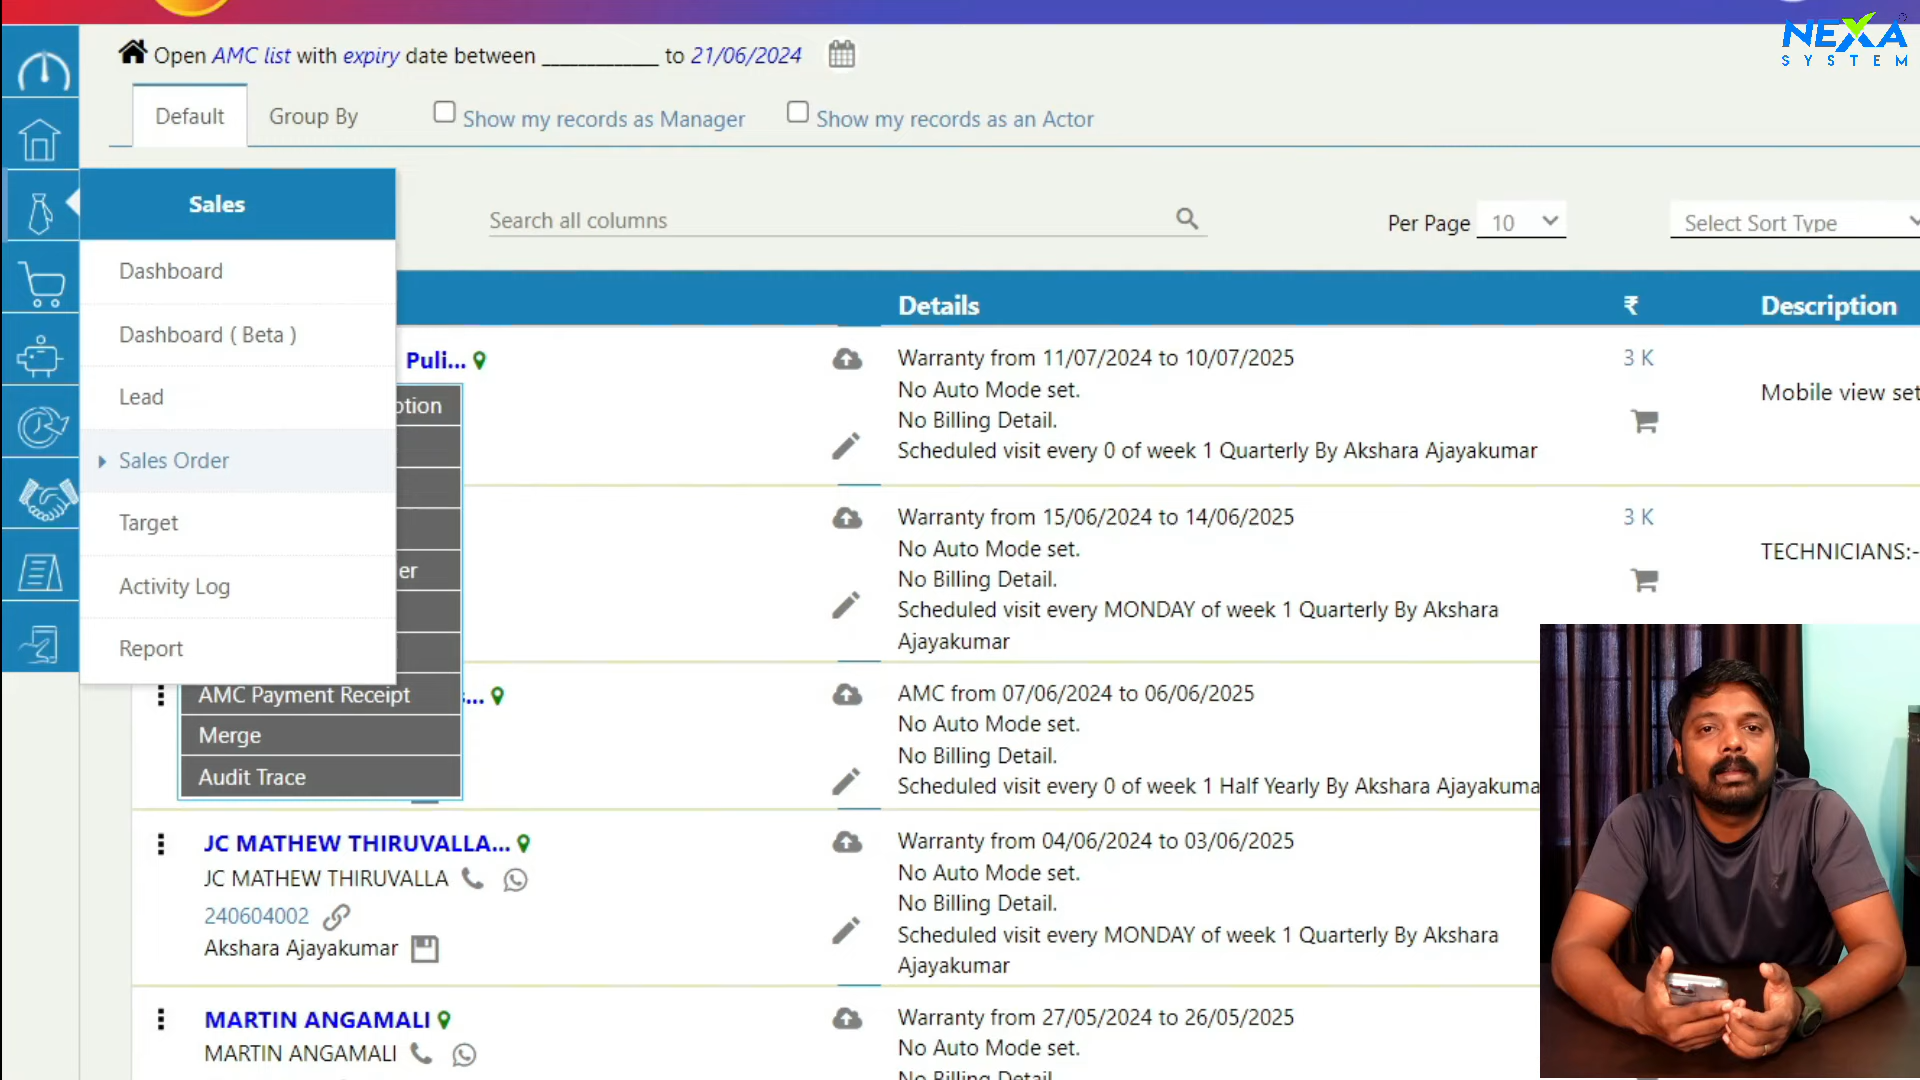 NEXA
SYSTEM
Open AMC list with expiry date between ____________ to 21/06/2024
Default
Group By
Show my records as Manager
Show my records as an Actor
Sales
Search all columns
Per Page 10
Select Sort Type
Details
₹
Description
Dashboard
Dashboard ( Beta )
Lead
Sales Order
Target
Activity Log
Report
Puli...
Warranty from 11/07/2024 to 10/07/2025
No Auto Mode set.
No Billing Detail.
Scheduled visit every 0 of week 1 Quarterly By Akshara Ajayakumar
3 K
Mobile view set
Warranty from 15/06/2024 to 14/06/2025
No Auto Mode set.
No Billing Detail.
Scheduled visit every MONDAY of week 1 Quarterly By Akshara
Ajayakumar
3 K
TECHNICIANS:-
AMC Payment Receipt
Merge
Audit Trace
AMC from 07/06/2024 to 06/06/2025
No Auto Mode set.
No Billing Detail.
Scheduled visit every 0 of week 1 Half Yearly By Akshara Ajayakuma
JC MATHEW THIRUVALLA...
JC MATHEW THIRUVALLA
240604002
Akshara Ajayakumar
Warranty from 04/06/2024 to 03/06/2025
No Auto Mode set.
No Billing Detail.
Scheduled visit every MONDAY of week 1 Quarterly By Akshara
Ajayakumar
MARTIN ANGAMALI
MARTIN ANGAMALI
Warranty from 27/05/2024 to 26/05/2025
No Auto Mode set.
No Billing Detail